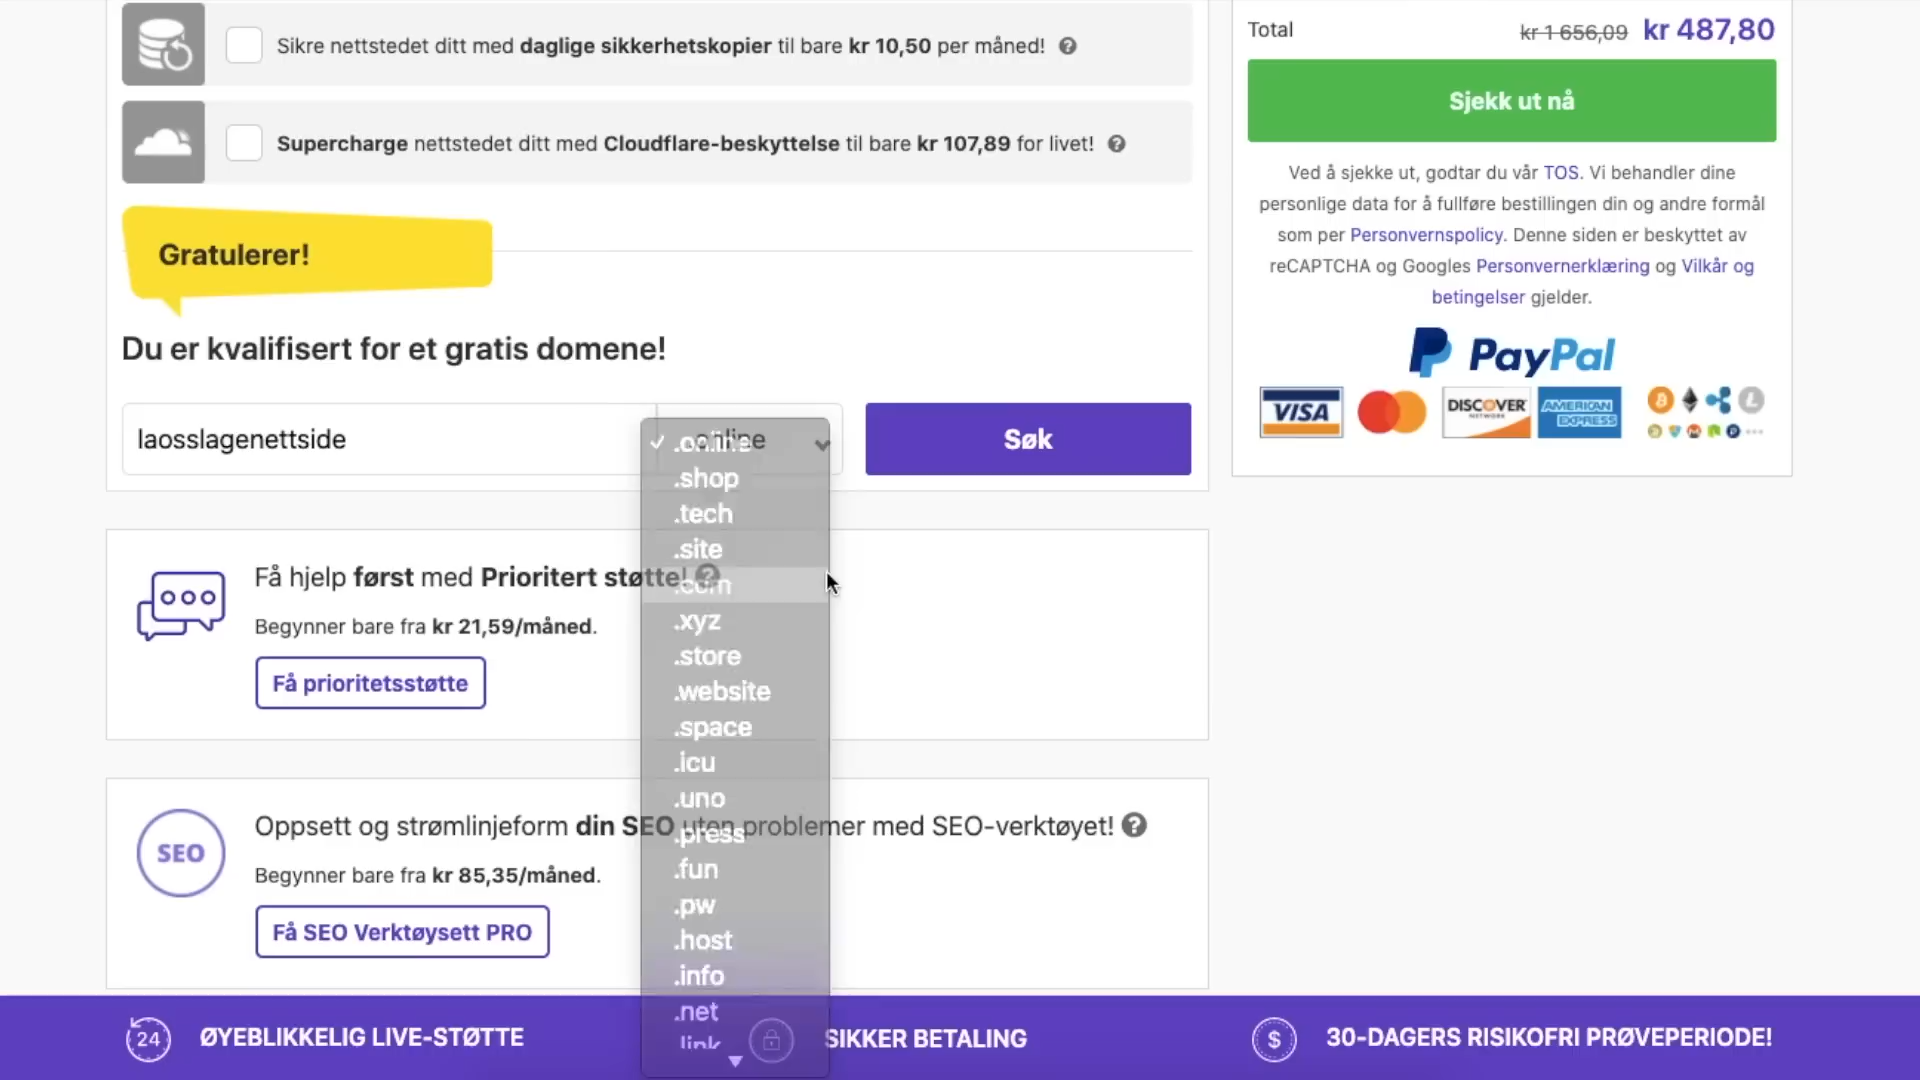 Sikre nettstedet ditt med daglige sikkerhetskopier til bare kr 10,50 per måned!
Supercharge nettstedet ditt med Cloudflare-beskyttelse til bare kr 107,89 for livet!
Gratulerer!
Du er kvalifisert for et gratis domene!
laosslagenettside
.online
Søk
.shop
.tech
.site
.com
.xyz
.store
.website
.space
.icu
.uno
.press
.fun
.pw
.host
.info
.net
.link
Få hjelp først med Prioritert støtte!
Begynner bare fra kr 21,59/måned.
Få prioritetsstøtte
SEO
Oppsett og strømlinjeform din SEO uten problemer med SEO-verktøyet!
Begynner bare fra kr 85,35/måned.
Få SEO Verktøysett PRO
Total kr 1 656,09 kr 487,80
Sjekk ut nå
Ved å sjekke ut, godtar du vår TOS. Vi behandler dine
personlige data for å fullføre bestillingen din og andre formål
som per Personvernspolicy. Denne siden er beskyttet av
reCAPTCHA og Googles Personvernerklæring og Vilkår og
betingelser gjelder.
PayPal
VISA
DISCOVER
NETWORK
AMERICAN
EXPRESS
24 ØYEBLIKKELIG LIVE-STØTTE
SIKKER BETALING
$ 30-DAGERS RISIKOFRI PRØVEPERIODE!